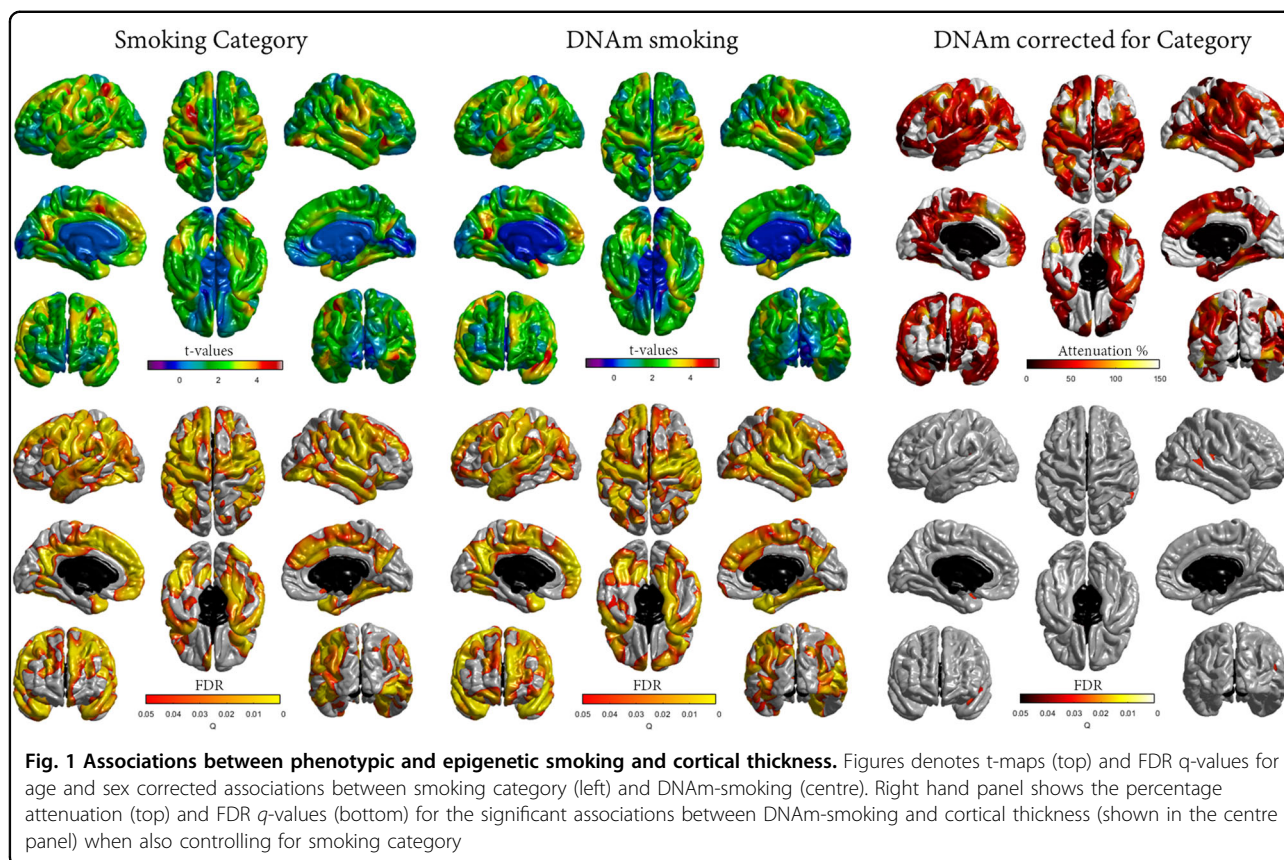 Smoking Category
DNAm smoking
DNAm corrected for Category
t-values
0 2 4
t-values
0 2 4
Attenuation %
0 50 100 150
FDR
0.05 0.04 0.03 0.02 0.01 0
Q
FDR
0.05 0.04 0.03 0.02 0.01 0
Q
FDR
0.05 0.04 0.03 0.02 0.01 0
Q
Fig. 1 Associations between phenotypic and epigenetic smoking and cortical thickness. Figures denotes t-maps (top) and FDR q-values for
age and sex corrected associations between smoking category (left) and DNAm-smoking (centre). Right hand panel shows the percentage
attenuation (top) and FDR q-values (bottom) for the significant associations between DNAm-smoking and cortical thickness (shown in the centre
panel) when also controlling for smoking category